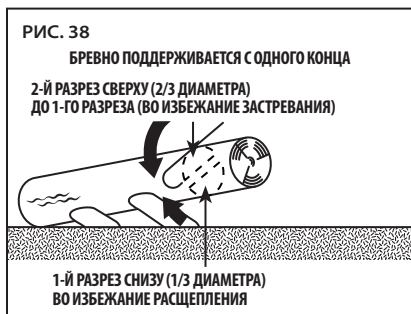 РИС. 38
БРЕВНО ПОДДЕРЖИВАЕТСЯ С ОДНОГО КОНЦА
2-Й РАЗРЕЗ СВЕРХУ (2/3 ДИАМЕТРА)
ДО 1-ГО РАЗРЕЗА (ВО ИЗБЕЖАНИЕ ЗАСТРЕВАНИЯ)
1-Й РАЗРЕЗ СНИЗУ (1/3 ДИАМЕТРА)
ВО ИЗБЕЖАНИЕ РАСЩЕПЛЕНИЯ